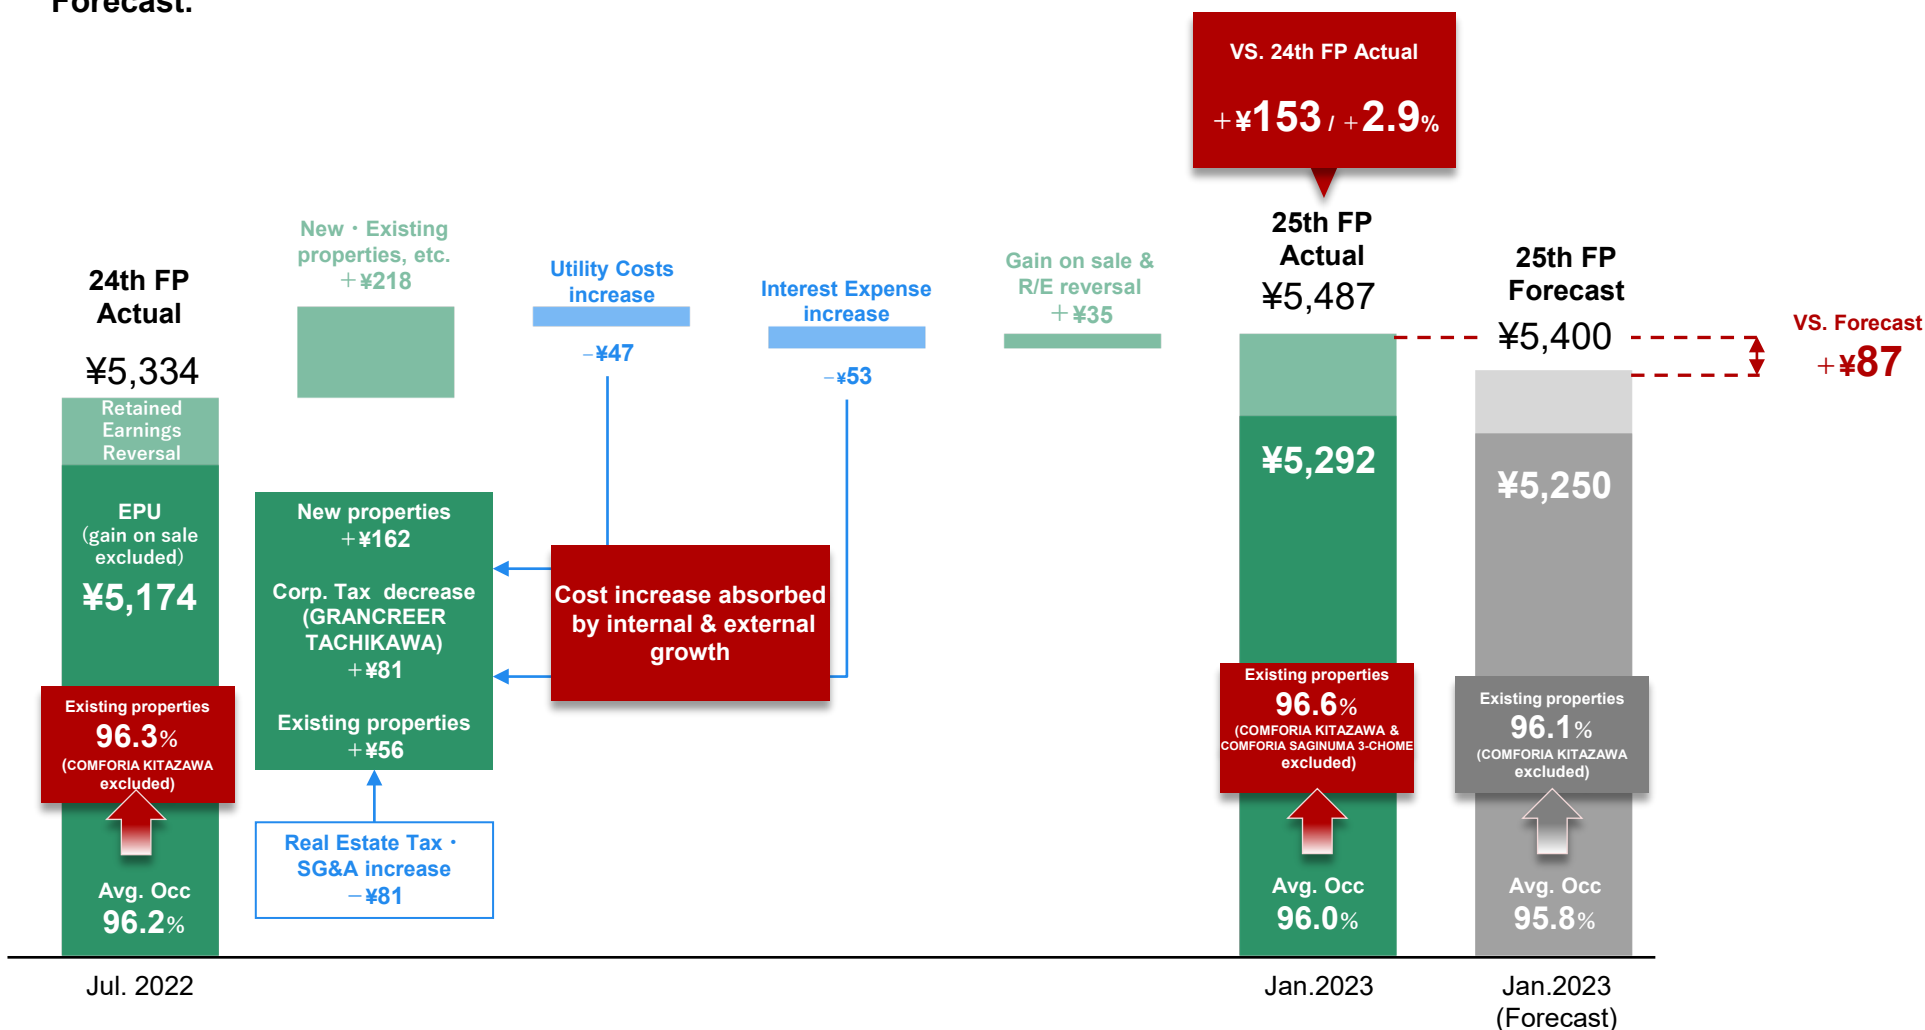 Forecast.
VS. 24th FP Actual
+¥153 / +2.9%
24th FP
Actual
¥5,334
Retained
Earnings
Reversal
EPU
(gain on sale
excluded)
¥5,174
Existing properties
96.3%
(COMFORIA KITAZAWA
excluded)
Avg. Occ
96.2%
Jul. 2022
New・Existing
properties, etc.
+¥218
New properties
+¥162
Corp. Tax decrease
(GRANCREER
TACHIKAWA)
+¥81
Existing properties
+¥56
Real Estate Tax・
SG&A increase
−¥81
Utility Costs
increase
−¥47
Interest Expense
increase
−¥53
Cost increase absorbed
by internal & external
growth
Gain on sale &
R/E reversal
+¥35
25th FP
Actual
¥5,487
¥5,292
Existing properties
96.6%
(COMFORIA KITAZAWA &
COMFORIA SAGINUMA 3-CHOME
excluded)
Avg. Occ
96.0%
Jan.2023
25th FP
Forecast
¥5,400
¥5,250
Existing properties
96.1%
(COMFORIA KITAZAWA
excluded)
Avg. Occ
95.8%
Jan.2023
(Forecast)
VS. Forecast
+¥87